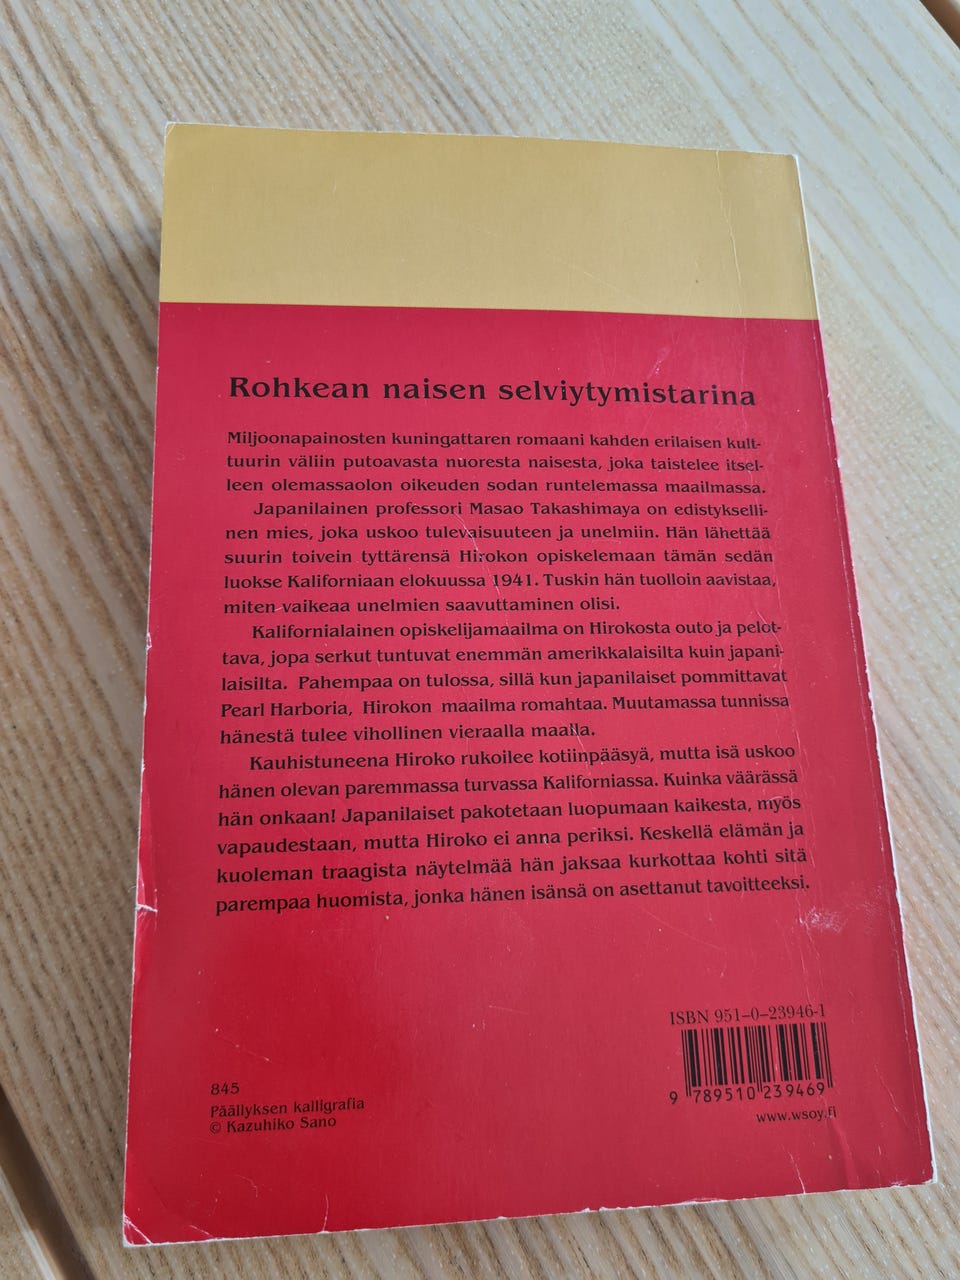 Rohkean naisen selviytymistarina
Miljoonapainosten kuningattaren romaani kahden erilaisen kult-
tuurin väliin putoavasta nuoresta naisesta, joka taistelee itsel-
leen olemassaolon oikeuden sodan runtelemassa maailmassa.
Japanilainen professori Masao Takashimaya on edistykselli-
nen mies, joka uskoo tulevaisuuteen ja unelmiin. Hän lähettää
suurin toivein tyttärensä Hirokon opiskelemaan tämän sedän
luokse Kaliforniaan elokuussa 1941. Tuskin hän tuolloin aavistaa,
miten vaikeaa unelmien saavuttaminen olisi.
Kalifornialainen opiskelijamaailma on Hirokosta outo ja pelot-
tava, jopa serkut tuntuvat enemmän amerikkalaisilta kuin japani-
laisilta. Pahempaa on tulossa, sillä kun japanilaiset pommittavat
Pearl Harboria, Hirokon maailma romahtaa. Muutamassa tunnissa
hänestä tulee vihollinen vieraalla maalla.
Kauhistuneena Hiroko rukoilee kotiinpääsyä, mutta isä uskoo
hänen olevan paremmassa turvassa Kaliforniassa. Kuinka väärässä
hän onkaan! Japanilaiset pakotetaan luopumaan kaikesta, myös
vapaudestaan, mutta Hiroko ei anna periksi. Keskellä elämän ja
kuoleman traagista näytelmää hän jaksaa kurkottaa kohti sitä
parempaa huomista, jonka hänen isänsä on asettanut tavoitteeksi.
ISBN 951-0-23946-1
9 789510 239469
www.wsoy.fi
845
Päällyksen kalligrafia
© Kazuhiko Sano